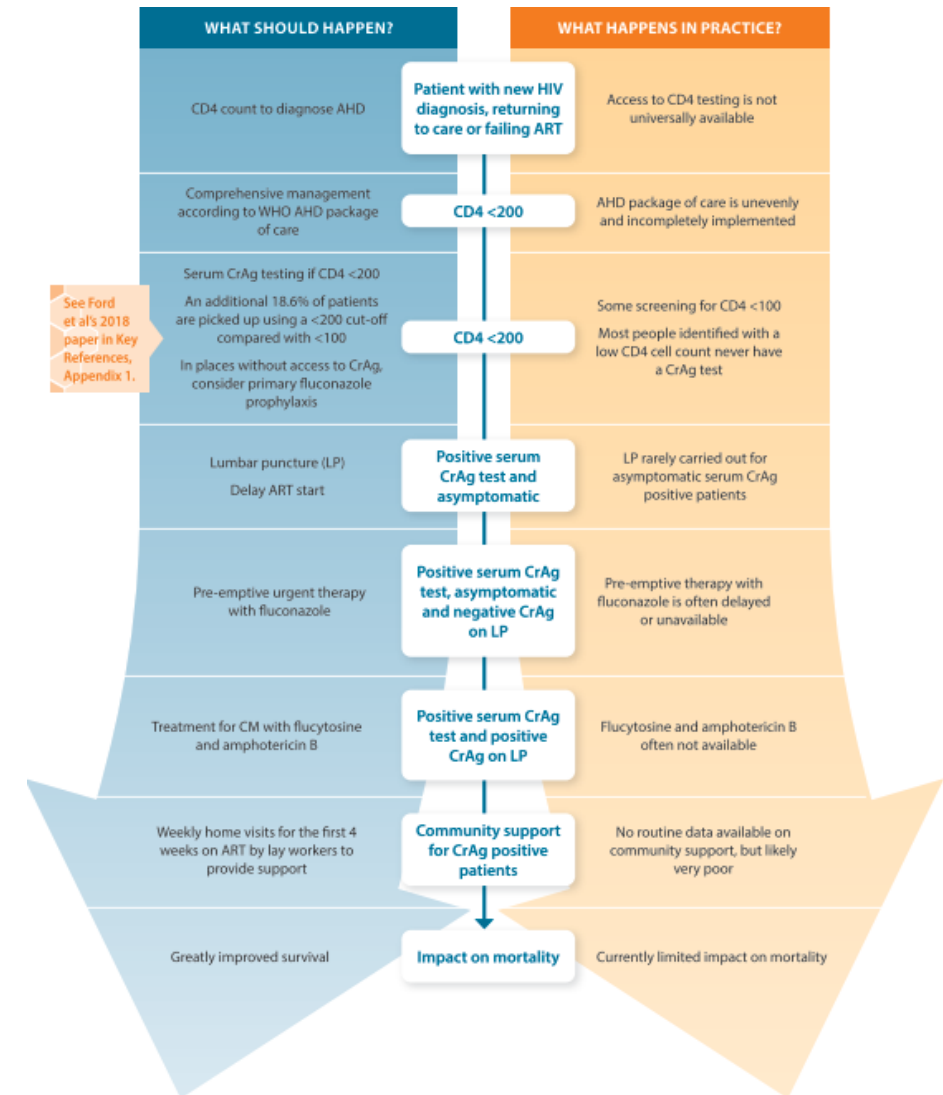 WHAT SHOULD HAPPEN?
WHAT HAPPENS IN PRACTICE?
CD4 count to diagnose AHD
Patient with new HIV
diagnosis, returning
to care or failing ART
Access to CD4 testing is not
universally available
Comprehensive management
according to WHO AHD package
of care
CD4 <200
AHD package of care is unevenly
and incompletely implemented
See Ford
et al's 2018
paper in Key
References,
Appendix 1.
Serum CrAg testing if CD4 <200
An additional 18.6% of patients
are picked up using a <200 cut-off
compared with <100
In places without access to CrAg,
consider primary fluconazole
prophylaxis
CD4 <200
Some screening for CD4 <100
Most people identified with a
low CD4 cell count never have
a CrAg test
Lumbar puncture (LP)
Delay ART start
Positive serum
CrAg test and
asymptomatic
LP rarely carried out for
asymptomatic serum CrAg
positive patients
Pre-emptive urgent therapy
with fluconazole
Positive serum CrAg
test, asymptomatic
and negative CrAg
on LP
Pre-emptive therapy with
fluconazole is often delayed
or unavailable
Treatment for CM with flucytosine
and amphotericin B
Positive serum CrAg
test and positive
CrAg on LP
Flucytosine and amphotericin B
often not available
Weekly home visits for the first 4
weeks on ART by lay workers to
provide support
Community support
for CrAg positive
patients
No routine data available on
community support, but likely
very poor
Greatly improved survival
Impact on mortality
Currently limited impact on mortality